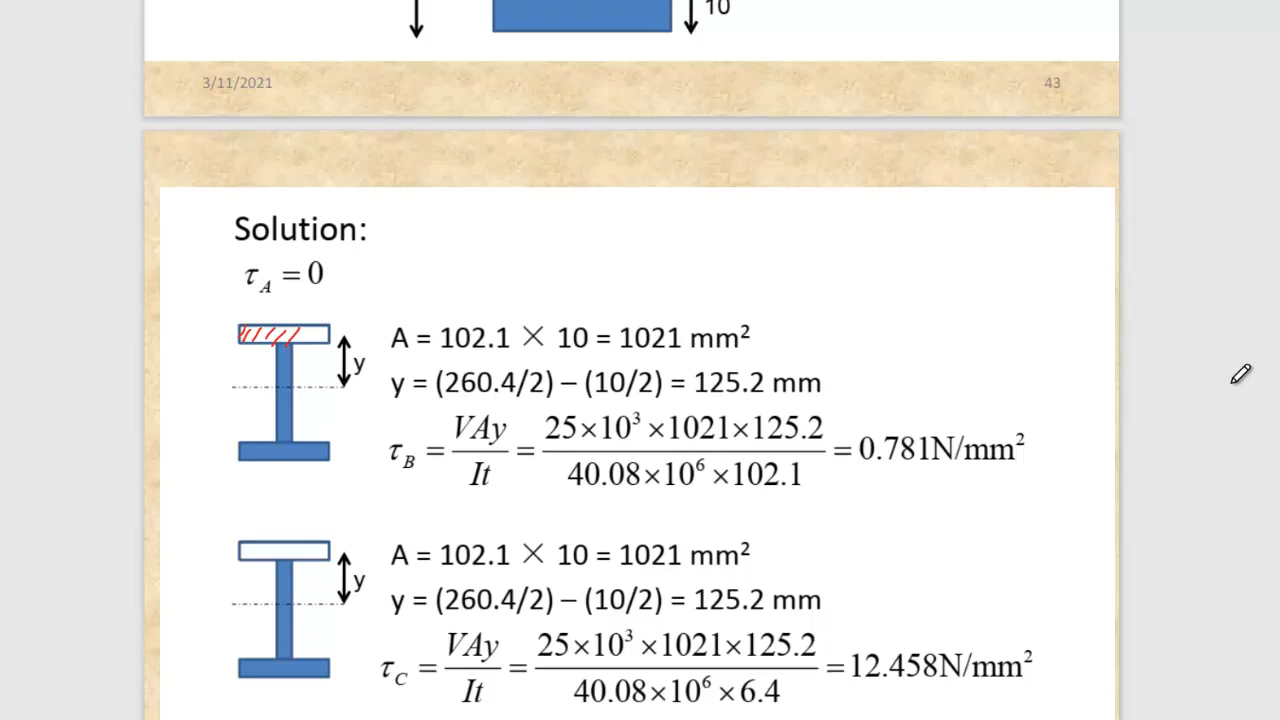 10
3/11/2021 43
Solution:
τ_A = 0
A = 102.1 × 10 = 1021 mm²
y
y = (260.4/2) – (10/2) = 125.2 mm
τ_B = VAy/It = (25×10³×1021×125.2)/(40.08×10⁶×102.1) = 0.781N/mm²
A = 102.1 × 10 = 1021 mm²
y
y = (260.4/2) – (10/2) = 125.2 mm
τ_C = VAy/It = (25×10³×1021×125.2)/(40.08×10⁶×6.4) = 12.458N/mm²